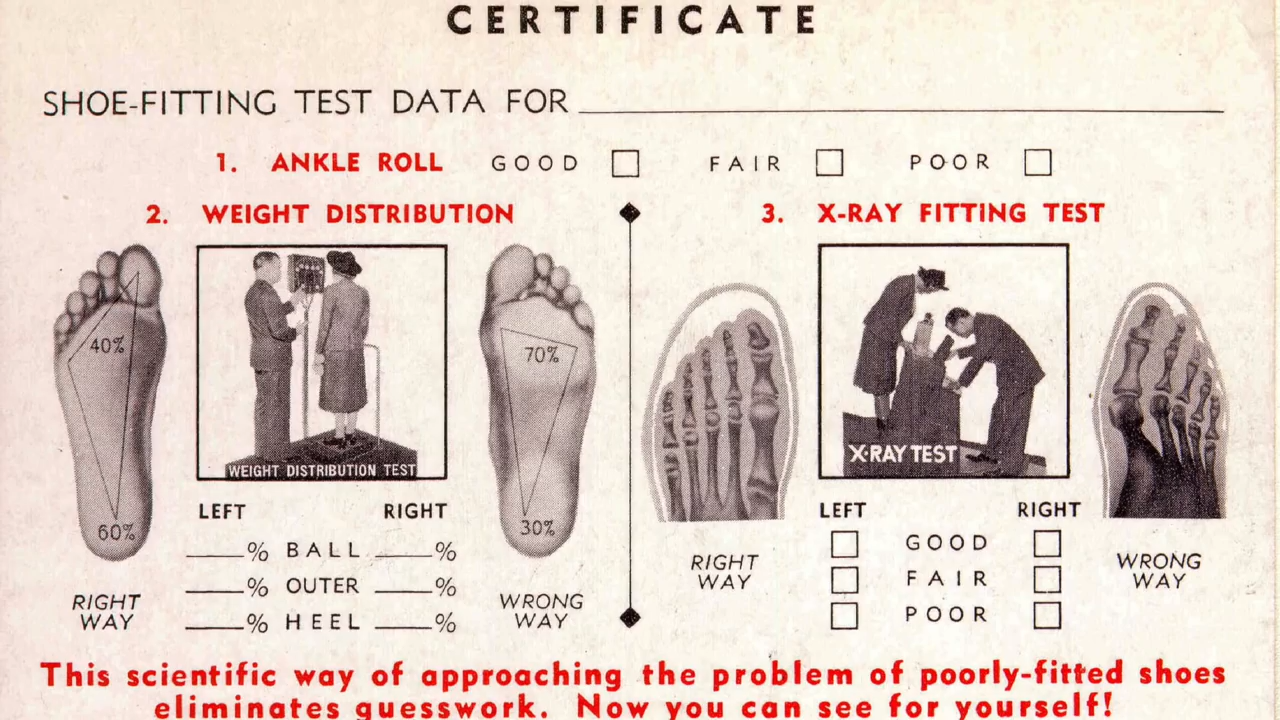 CERTIFICATE
SHOE-FITTING TEST DATA FOR
1. ANKLE ROLL GOOD FAIR POOR
2. WEIGHT DISTRIBUTION
40%
60%
RIGHT
WAY
WEIGHT DISTRIBUTION TEST
LEFT RIGHT
% BALL %
% OUTER %
% HEEL %
70%
30%
WRONG
WAY
3. X-RAY FITTING TEST
RIGHT
WAY
X-RAY TEST
LEFT RIGHT
GOOD
FAIR
POOR
WRONG
WAY
This scientific way of approaching the problem of poorly-fitted shoes
eliminates guesswork. Now you can see for yourself!